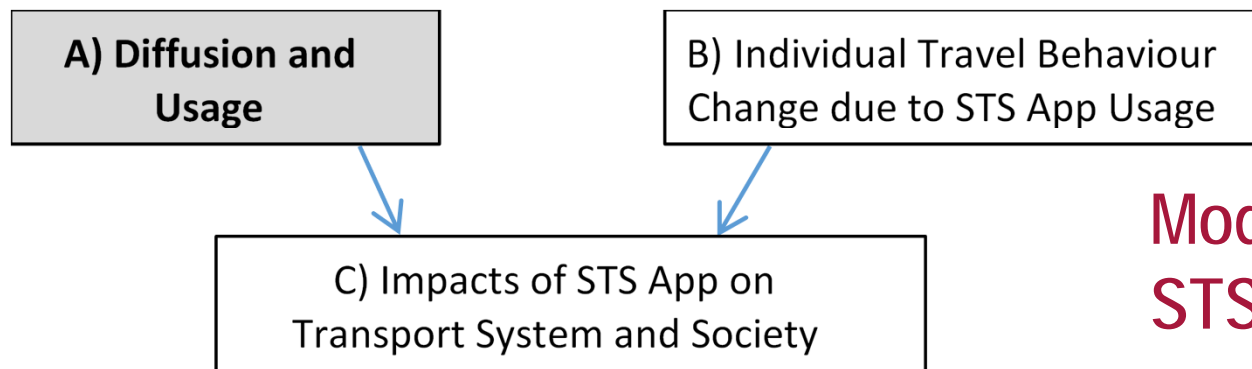 A) Diffusion and
Usage
B) Individual Travel Behaviour
Change due to STS App Usage
C) Impacts of STS App on
Transport System and Society
STS